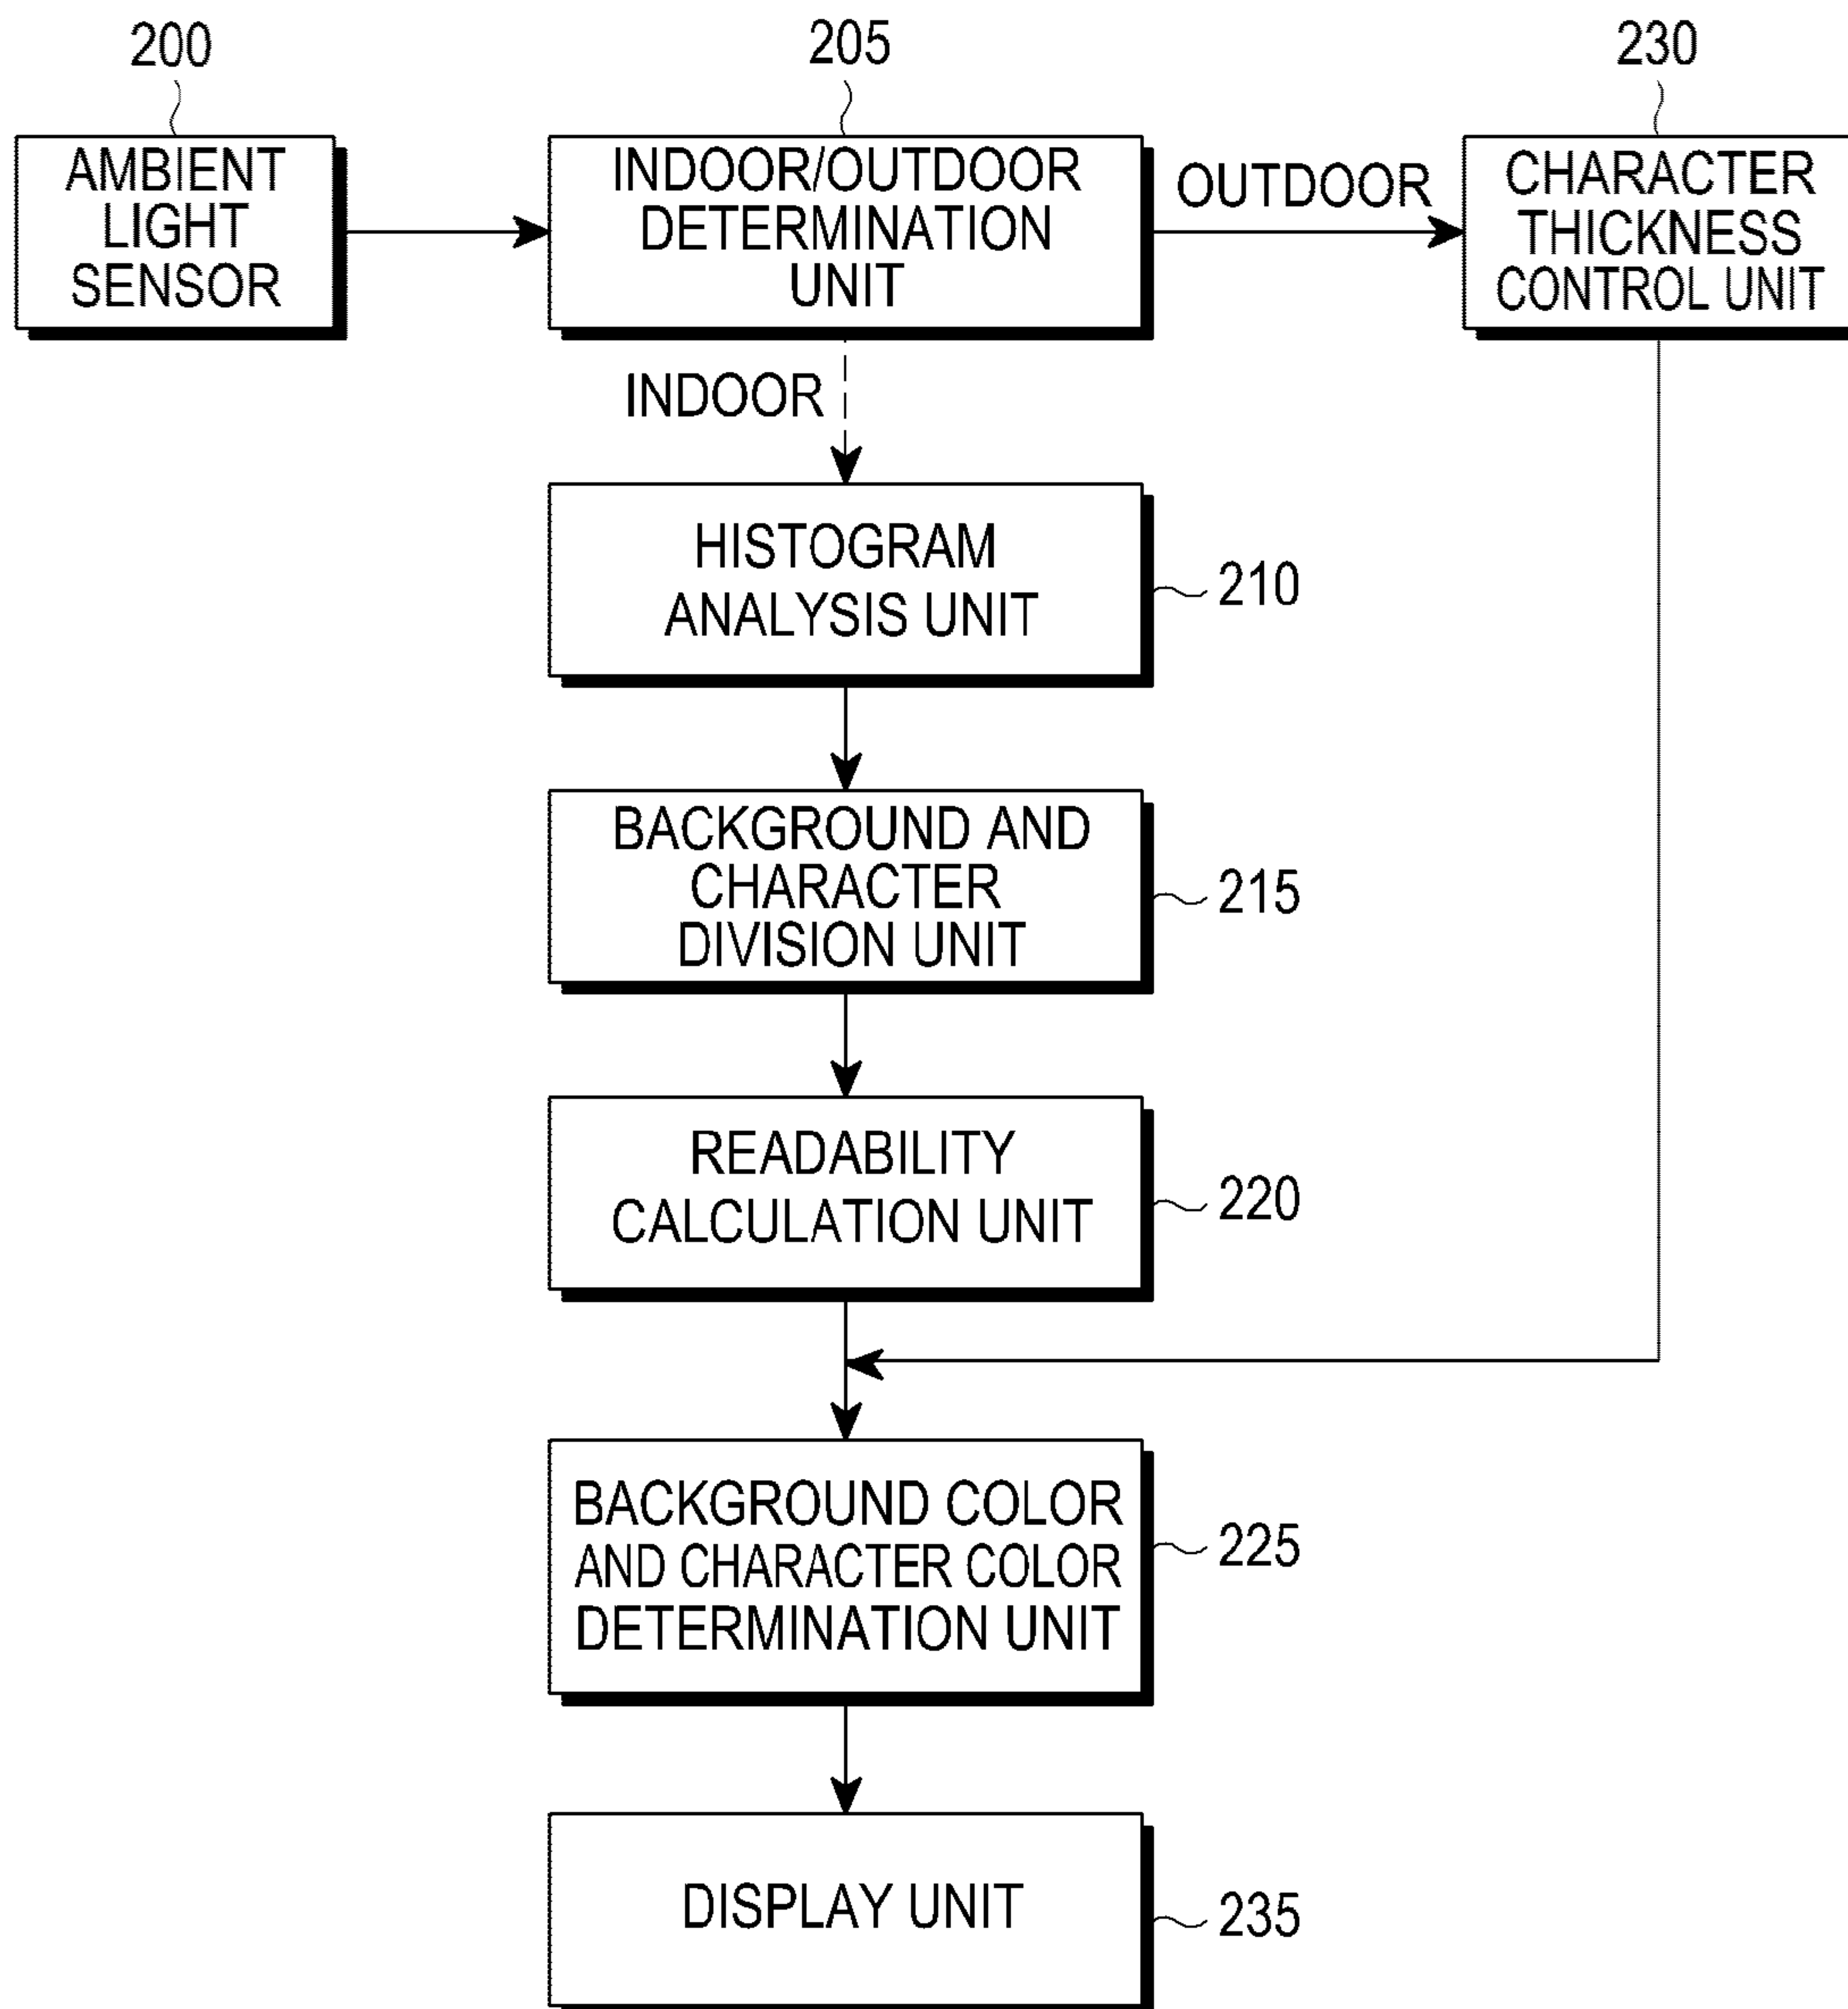 200
205
230
AMBIENT
LIGHT
SENSOR
INDOOR/OUTDOOR
DETERMINATION
UNIT
OUTDOOR
CHARACTER
THICKNESS
CONTROL UNIT
INDOOR
HISTOGRAM
ANALYSIS UNIT
210
BACKGROUND AND
CHARACTER
DIVISION UNIT
215
READABILITY
CALCULATION UNIT
220
BACKGROUND COLOR
AND CHARACTER COLOR
DETERMINATION UNIT
225
DISPLAY UNIT
235